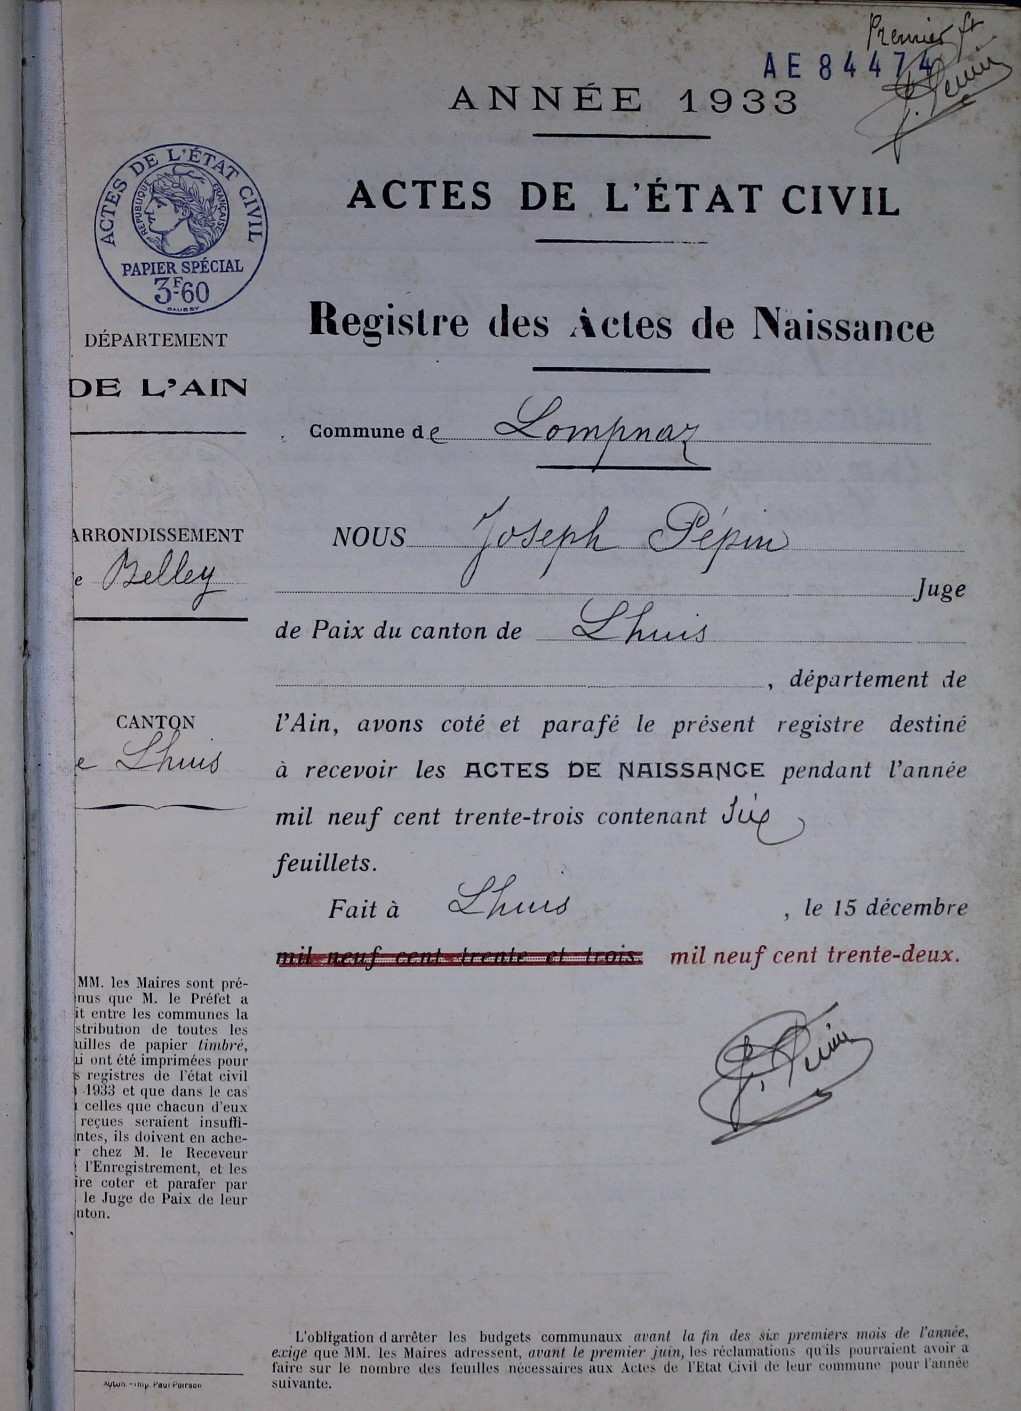 Premier ft
AE 84474
J. Pépin
ANNÉE 1933
ACTES DE L'ÉTAT CIVIL
ACTES DE L'ÉTAT CIVIL
RÉPUBLIQUE FRANÇAISE
PAPIER SPÉCIAL
3F-60
Registre des Actes de Naissance
DÉPARTEMENT
DE L'AIN
Commune de Lompnaz
ARRONDISSEMENT
e Belley
NOUS Joseph Pépin
Juge
de Paix du canton de Lhuis
, département de
CANTON
e Lhuis
l'Ain, avons coté et parafé le présent registre destiné
à recevoir les ACTES DE NAISSANCE pendant l'année
mil neuf cent trente-trois contenant six
feuillets.
Fait à Lhuis , le 15 décembre
mil neuf cent trente et trois mil neuf cent trente-deux.
J. Pépin
MM. les Maires sont pré-
nus que M. le Préfet a
it entre les communes la
stribution de toutes les
uilles de papier timbré,
i ont été imprimées pour
s registres de l'état civil
1933 et que dans le cas
celles que chacun d'eux
reçues seraient insuffi-
ntes, ils doivent en ache-
r chez M. le Receveur
l'Enregistrement, et les
ire coter et parafer par
le Juge de Paix de leur
nton.
L'obligation d'arrêter les budgets communaux avant la fin des six premiers mois de l'année,
exige que MM. les Maires adressent, avant le premier juin, les réclamations qu'ils pourraient avoir à
faire sur le nombre des feuilles nécessaires aux Actes de l'Etat Civil de leur commune pour l'année
suivante.
Imp. Paul Poirson